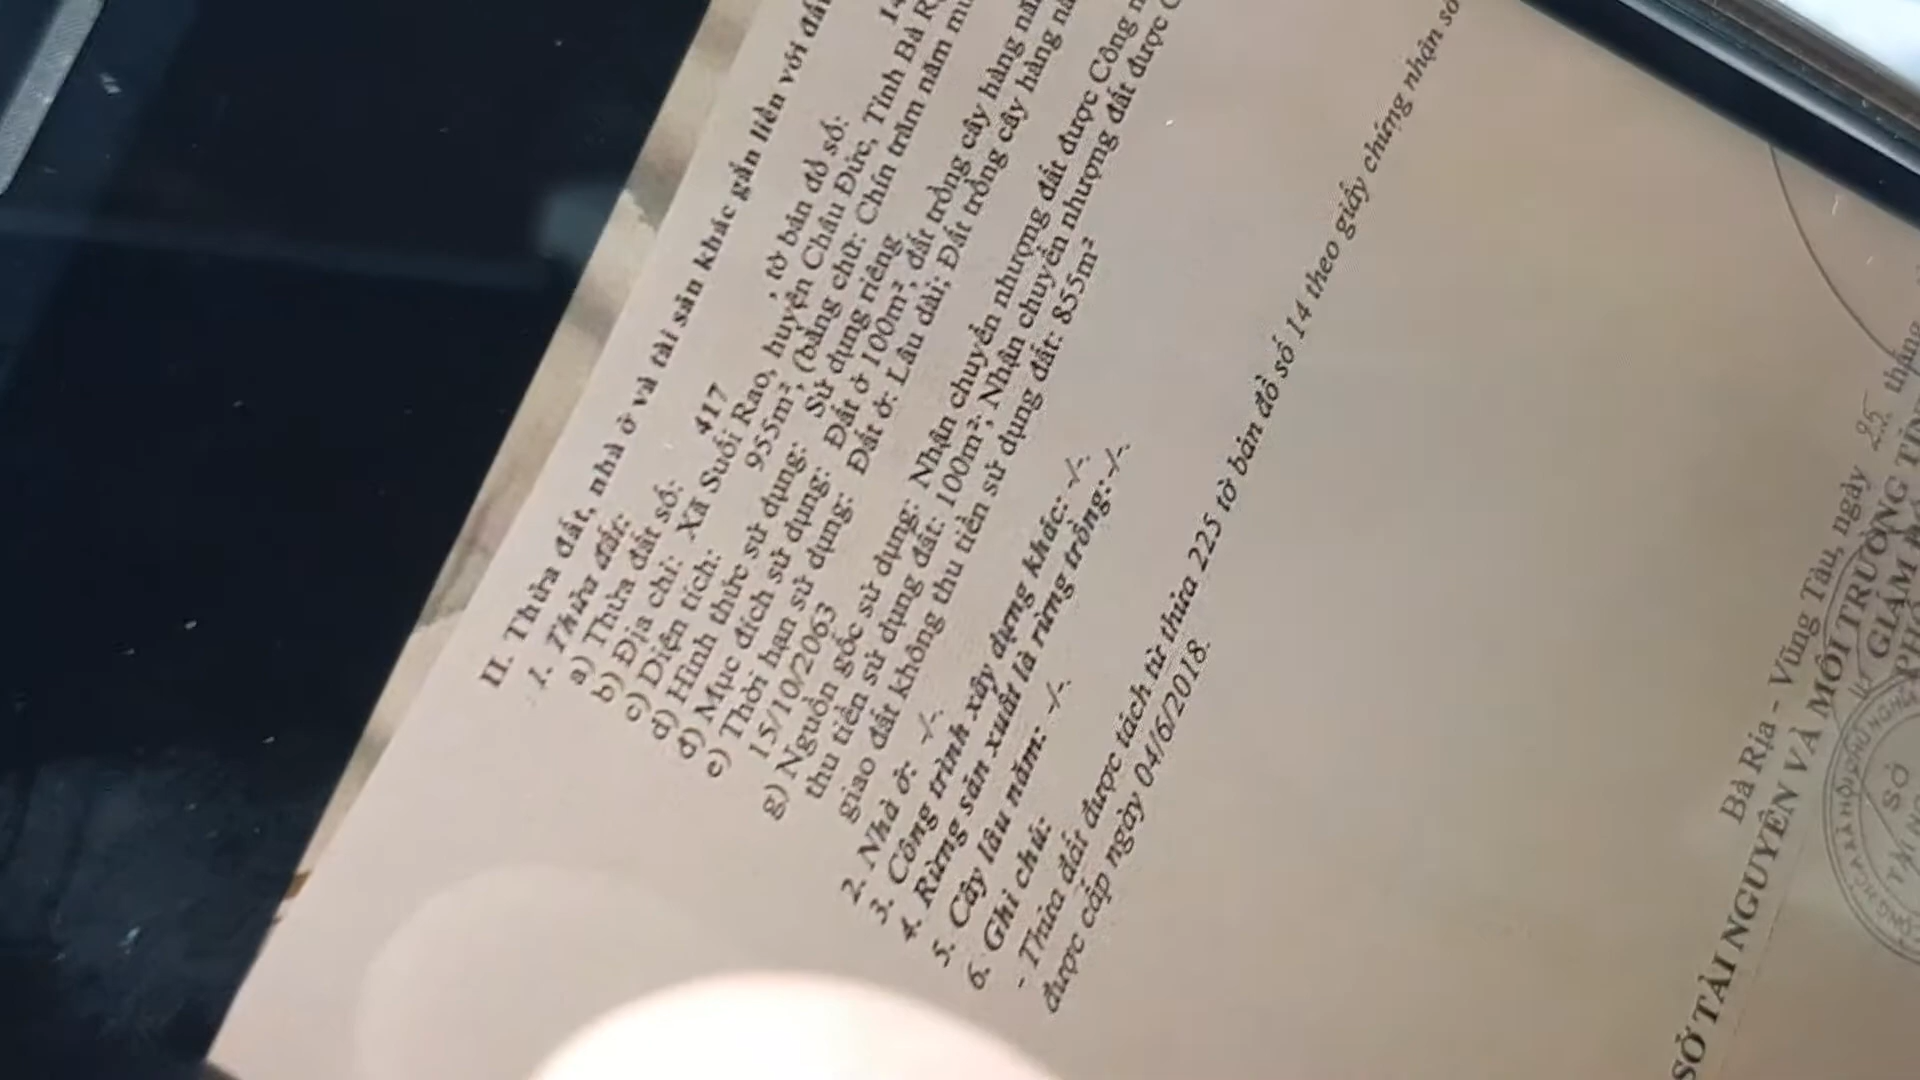 II. Thửa đất, nhà ở và tài sản khác gắn liền với đất
1. Thửa đất:
a) Thửa đất số: 417 , tờ bản đồ số: 14
b) Địa chỉ: Xã Suối Rao, huyện Châu Đức, Tỉnh Bà
c) Diện tích: 955m², (bằng chữ: Chín trăm năm
d) Hình thức sử dụng: Sử dụng riêng
đ) Mục đích sử dụng: Đất ở 100m², đất trồng cây hàng
e) Thời hạn sử dụng: Đất ở: Lâu dài; Đất trồng cây hàng
15/10/2063
g) Nguồn gốc sử dụng: Nhận chuyển nhượng đất được Công
thu tiền sử dụng đất: 100m²; Nhận chuyển nhượng đất được
giao đất không thu tiền sử dụng đất: 855m²
2. Nhà ở: -/-.
3. Công trình xây dựng khác: -/-.
4. Rừng sản xuất là rừng trồng: -/-.
5. Cây lâu năm: -/-.
6. Ghi chú:
- Thửa đất được tách từ thửa 225 tờ bản đồ số 14 theo giấy chứng nhận số
được cấp ngày 04/6/2018.
Bà Rịa - Vũng Tàu, ngày 25 tháng
SỞ TÀI NGUYÊN VÀ MÔI TRƯỜNG
GIÁM
PHÓ
SỞ